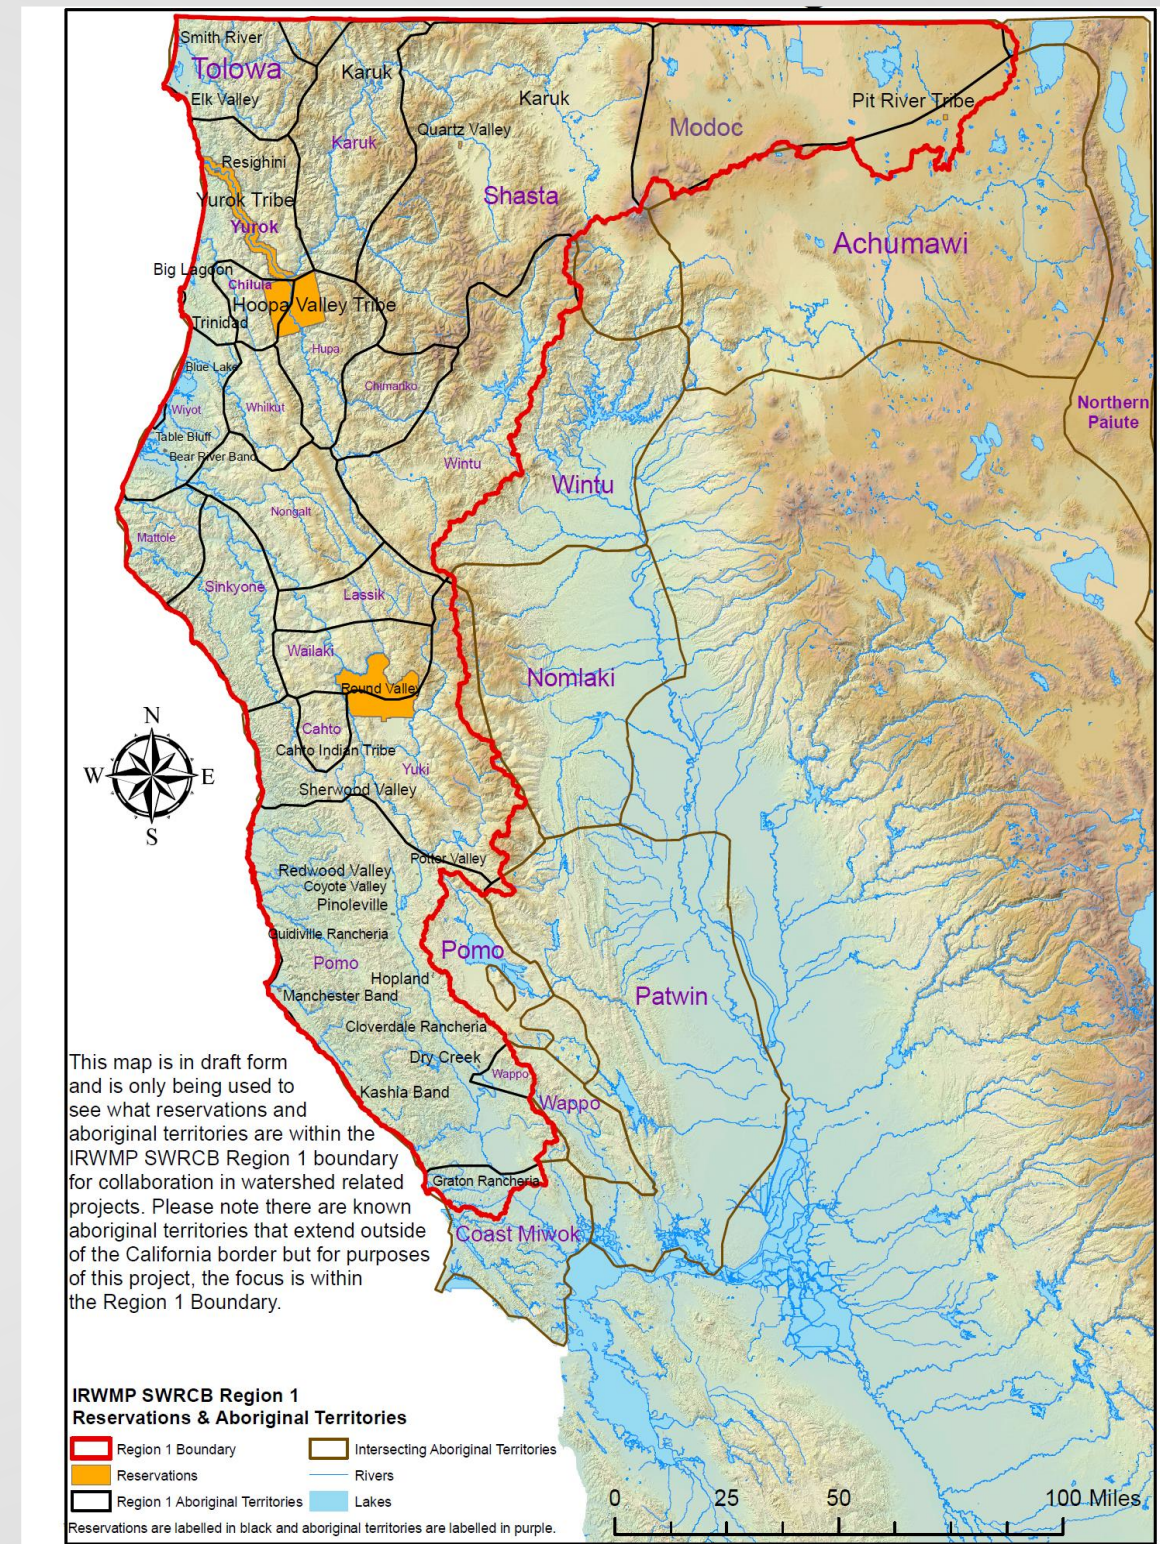 Smith River
Tolowa
Elk Valley
Karuk
Karuk
Karuk
Quartz Valley
Modoc
Pit River Tribe
Resighini
Yurok Tribe
Yurok
Shasta
Achumawi
Big Lagoon
Chilula
Hoopa Valley Tribe
Trinidad
Hupa
Blue Lake
Chimariko
Wiyot
Whilkut
Northern
Paiute
Table Bluff
Bear River Band
Wintu
Wintu
Nongalt
Mattole
Sinkyone
Lassik
Wailaki
Nomlaki
Round Valley
Cahto
Cahto Indian Tribe
Yuki
Sherwood Valley
N
W
E
S
Potter Valley
Redwood Valley
Coyote Valley
Pinoleville
Guidiville Rancheria
Pomo
Pomo
Hopland
Manchester Band
Patwin
Cloverdale Rancheria
Dry Creek
Wappo
Kashia Band
Wappo
Graton Rancheria
Coast Miwok
This map is in draft form
and is only being used to
see what reservations and
aboriginal territories are within the
IRWMP SWRCB Region 1 boundary
for collaboration in watershed related
projects. Please note there are known
aboriginal territories that extend outside
of the California border but for purposes
of this project, the focus is within
the Region 1 Boundary.
IRWMP SWRCB Region 1
Reservations & Aboriginal Territories
Region 1 Boundary
Intersecting Aboriginal Territories
Reservations
Rivers
Region 1 Aboriginal Territories
Lakes
*Reservations are labelled in black and aboriginal territories are labelled in purple.
0 25 50 100 Miles